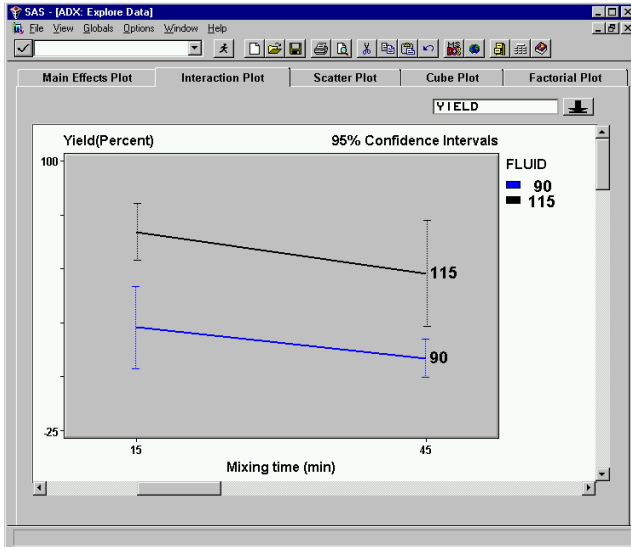 SAS - [ADX: Explore Data]
File View Globals Options Window Help
Main Effects Plot Interaction Plot Scatter Plot Cube Plot Factorial Plot
YIELD
Yield(Percent) 95% Confidence Intervals
100
FLUID
90
115
115
90
-25
15 45
Mixing time (min)